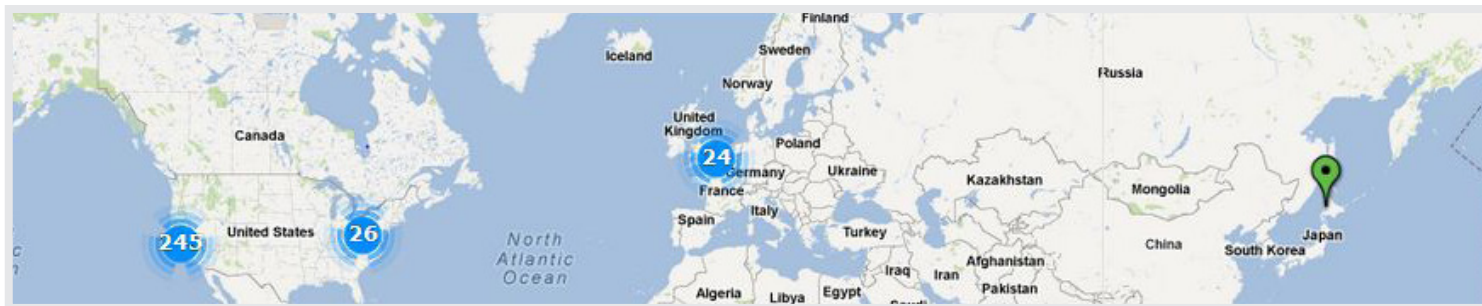 Finland
Iceland
Sweden
Norway
Russia
Canada
United
Kingdom
Poland
24
Germany
Ukraine
France
Kazakhstan
Mongolia
Spain
Italy
245
United States
26
North
Atlantic
Ocean
Turkey
Japan
China
South Korea
Afghanistan
Iraq
Iran
Pakistan
Algeria
Libya
Egypt